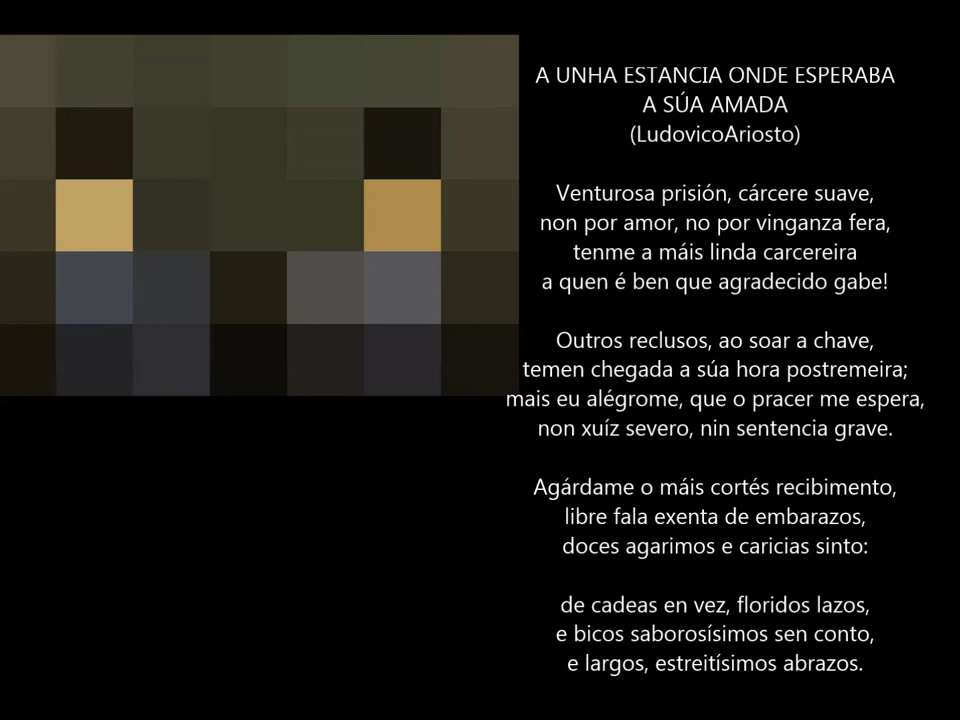 A UNHA ESTANCIA ONDE ESPERABA
A SÚA AMADA
(LudovicoAriosto)
Venturosa prisión, cárcere suave,
non por amor, no por vinganza fera,
tenme a máis linda carcereira
a quen é ben que agradecido gabe!
Outros reclusos, ao soar a chave,
temen chegada a súa hora postremeira;
mais eu alégrome, que o pracer me espera,
non xuíz severo, nin sentencia grave.
Agárdame o máis cortés recibimento,
libre fala exenta de embarazos,
doces agarimos e caricias sinto:
de cadeas en vez, floridos lazos,
e bicos saborosísimos sen conto,
e largos, estreitísimos abrazos.